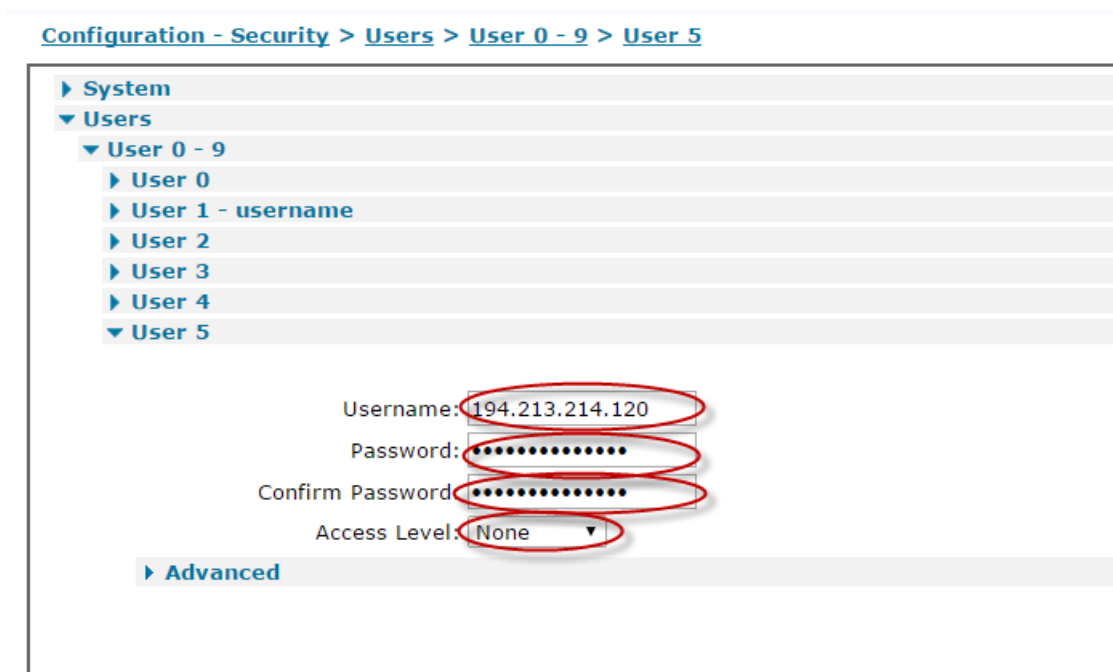 Configuration - Security > Users > User 0 - 9 > User 5
System
Users
User 0 - 9
User 0
User 1 - username
User 2
User 3
User 4
User 5
Username: 194.213.214.120
Password: ••••••••••••••
Confirm Password ••••••••••••••
Access Level: None
Advanced